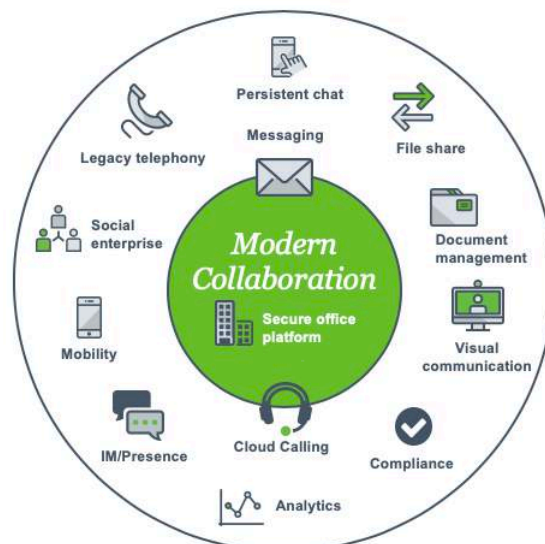 Persistent chat
Messaging
Legacy telephony
File share
Social
enterprise
Modern
Collaboration
Document
management
Secure office
platform
Mobility
Visual
communication
IM/Presence
Cloud Calling
Compliance
Analytics